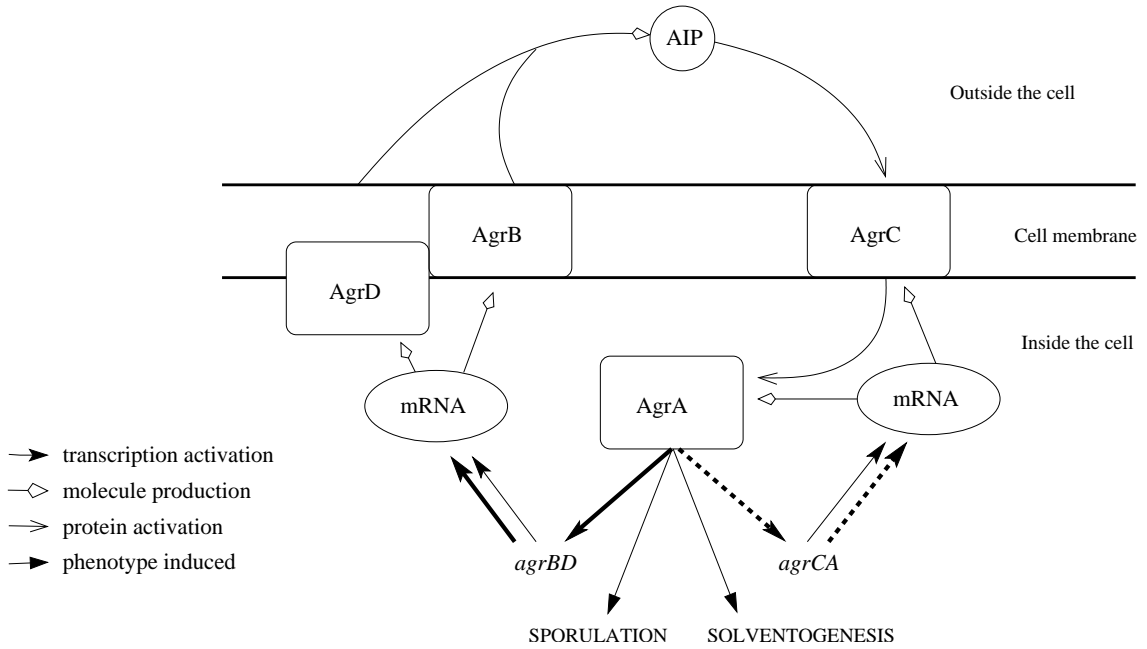 AIP
Outside the cell
AgrB
AgrC
Cell membrane
AgrD
Inside the cell
mRNA
AgrA
mRNA
transcription activation
molecule production
protein activation
phenotype induced
agrBD
agrCA
SPORULATION
SOLVENTOGENESIS